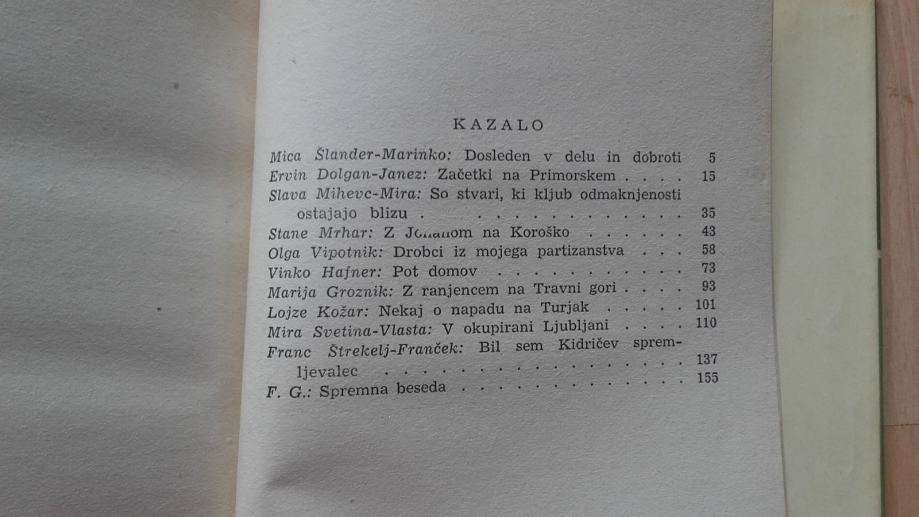 KAZALO
Mica Šlander-Marinko: Dosleden v delu in dobroti 5
Ervin Dolgan-Janez: Začetki na Primorskem . . . . 15
Slava Mihevc-Mira: So stvari, ki kljub odmaknjenosti
ostajajo blizu . . . . . . . . . . . . 35
Stane Mrhar: Z na Koroško . . . . . . 43
Olga Vipotnik: Drobci iz mojega partizanstva . . . 58
Vinko Hafner: Pot domov . . . . . . . . . . 73
Marija Groznik: Z ranjencem na Travni gori . . . . 93
Lojze Kožar: Nekaj o napadu na Turjak . . . . . 101
Mira Svetina-Vlasta: V okupirani Ljubljani . . . . 110
Franc Štrekelj-Franček: Bil sem Kidričev sprem-
ljevalec . . . . . . . . . . . . . . . . 137
F. G.: Spremna beseda . . . . . . . . . . . . 155